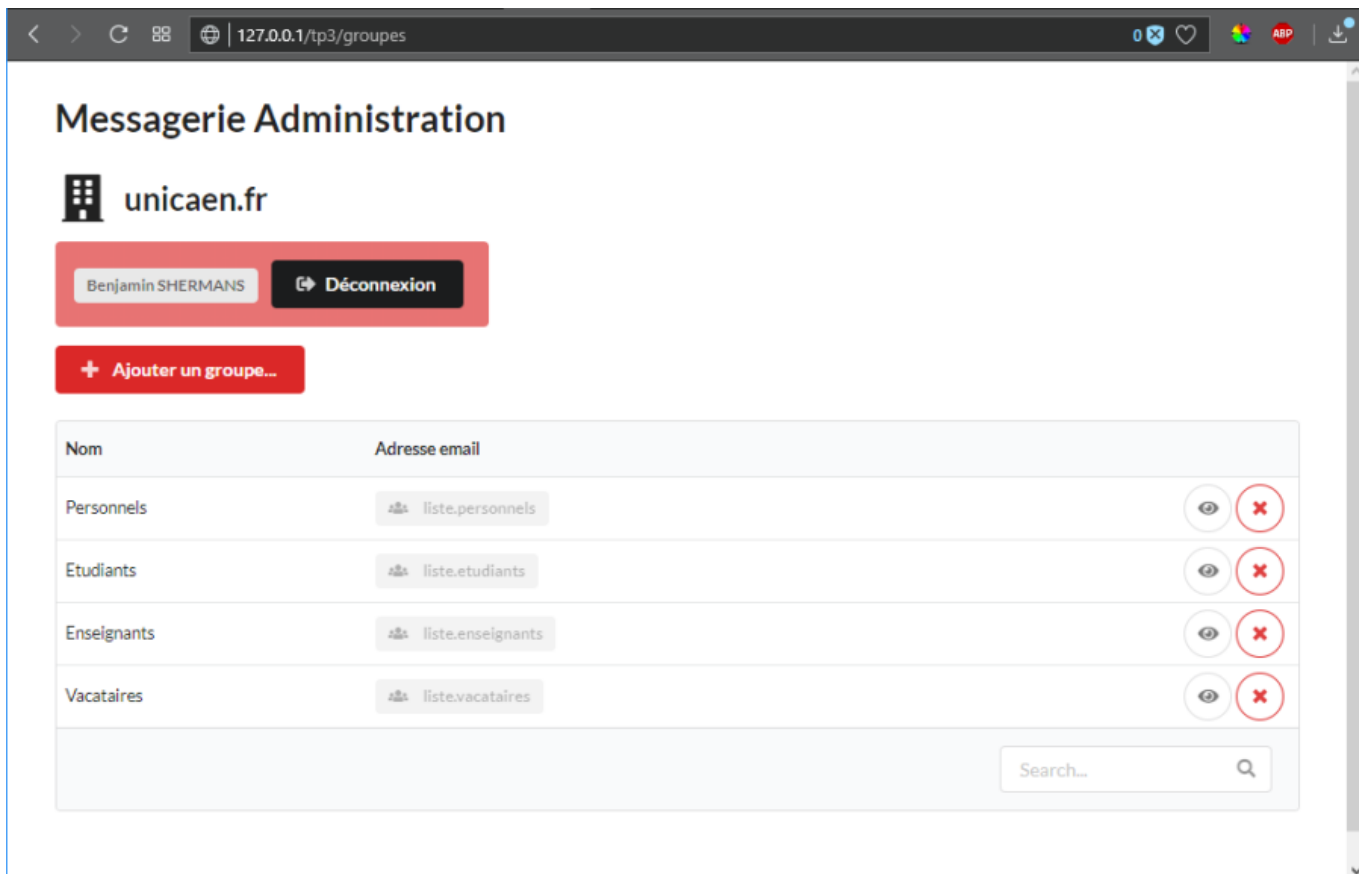 127.0.0.1/tp3/groupes 0 ABP
Messagerie Administration
unicaen.fr
Benjamin SHERMANS Déconnexion
Ajouter un groupe...
Nom Adresse email
Personnels liste.personnels
Etudiants liste.etudiants
Enseignants liste.enseignants
Vacataires liste.vacataires
Search...